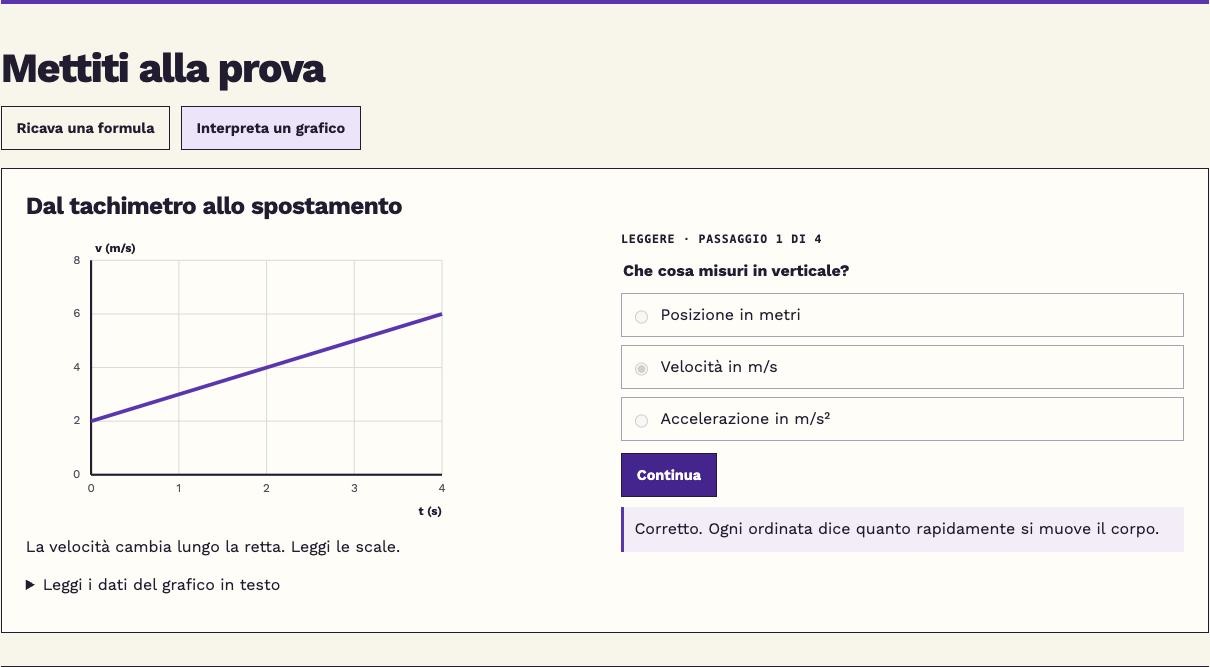 Mettiti alla prova
Ricava una formula
Interpreta un grafico
Dal tachimetro allo spostamento
v (m/s)
8
6
4
2
0
0 1 2 3 4
t (s)
La velocità cambia lungo la retta. Leggi le scale.
Leggi i dati del grafico in testo
LEGGERE · PASSAGGIO 1 DI 4
Che cosa misuri in verticale?
Posizione in metri
Velocità in m/s
Accelerazione in m/s²
Continua
Corretto. Ogni ordinata dice quanto rapidamente si muove il corpo.